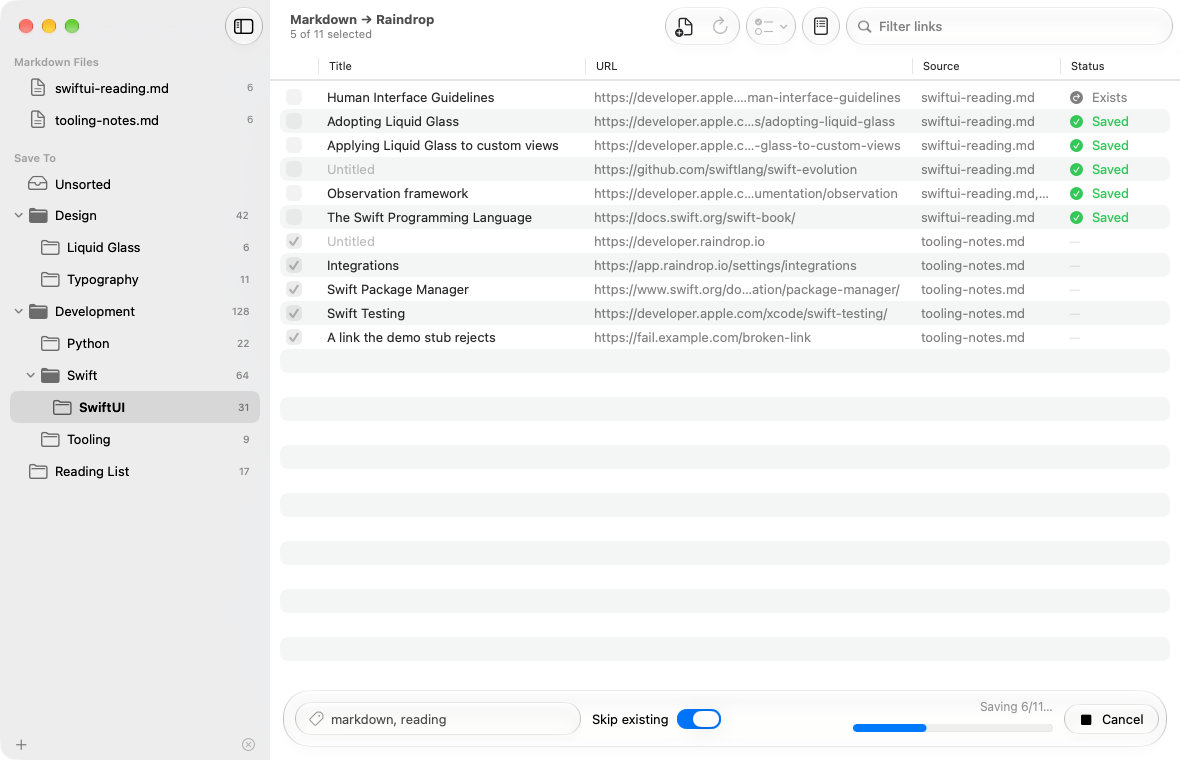 Markdown → Raindrop
5 of 11 selected
Filter links
Markdown Files
swiftui-reading.md 6
tooling-notes.md 6
Save To
Unsorted
Design 42
Liquid Glass 6
Typography 11
Development 128
Python 22
Swift 64
SwiftUI 31
Tooling 9
Reading List 17
Title URL Source Status
Human Interface Guidelines https://developer.apple....man-interface-guidelines swiftui-reading.md Exists
Adopting Liquid Glass https://developer.apple.c...s/adopting-liquid-glass swiftui-reading.md Saved
Applying Liquid Glass to custom views https://developer.apple.c...-glass-to-custom-views swiftui-reading.md Saved
Untitled https://github.com/swiftlang/swift-evolution swiftui-reading.md Saved
Observation framework https://developer.apple.c...umentation/observation swiftui-reading.md,... Saved
The Swift Programming Language https://docs.swift.org/swift-book/ swiftui-reading.md Saved
Untitled https://developer.raindrop.io tooling-notes.md —
Integrations https://app.raindrop.io/settings/integrations tooling-notes.md —
Swift Package Manager https://www.swift.org/do...ation/package-manager/ tooling-notes.md —
Swift Testing https://developer.apple.com/xcode/swift-testing/ tooling-notes.md —
A link the demo stub rejects https://fail.example.com/broken-link tooling-notes.md —
markdown, reading
Skip existing
Saving 6/11...
Cancel